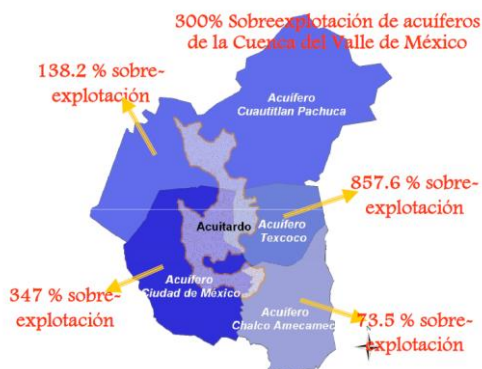 300% Sobreexplotación de acuíferos
de la Cuenca del Valle de México
138.2 % sobre-
explotación
Acuífero
Cuautitlan Pachuca
857.6 % sobre-
explotación
Acuitardo
Acuífero
Texcoco
347 % sobre-
explotación
Acuífero
Ciudad de México
Acuífero
Chalco Amecamec
73.5 % sobre-
explotación